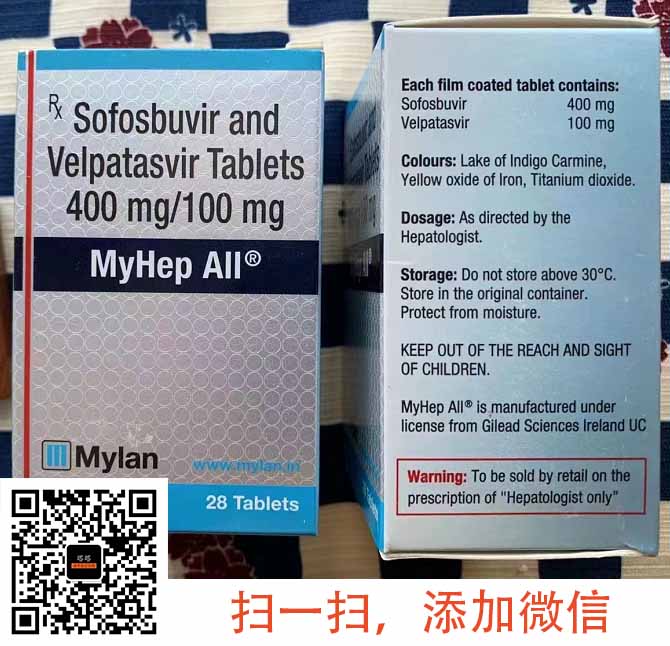 Rx
Sofosbuvir and
Velpatasvir Tablets
400 mg/100 mg
MyHep All®
Mylan
www.mylan.in
28 Tablets
Each film coated tablet contains:
Sofosbuvir 400 mg
Velpatasvir 100 mg
Colours: Lake of Indigo Carmine,
Yellow oxide of Iron, Titanium dioxide.
Dosage: As directed by the
Hepatologist.
Storage: Do not store above 30°C.
Store in the original container.
Protect from moisture.
KEEP OUT OF THE REACH AND SIGHT
OF CHILDREN.
MyHep All® is manufactured under
license from Gilead Sciences Ireland UC
Warning: To be sold by retail on the
prescription of "Hepatologist only"
扫一扫，添加微信